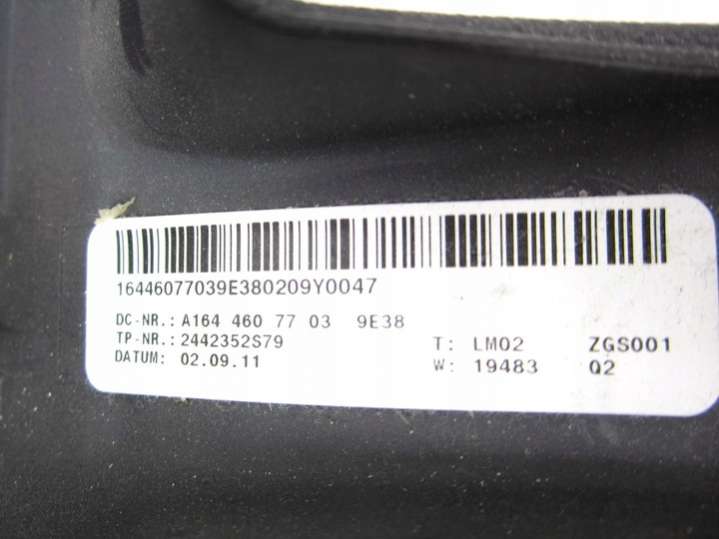 16446077039E380209Y0047
DC-NR.: A164 460 77 03 9E38
TP-NR.: 2442352S79 T: LM02 ZGS001
DATUM: 02.09.11 W: 19483 Q2